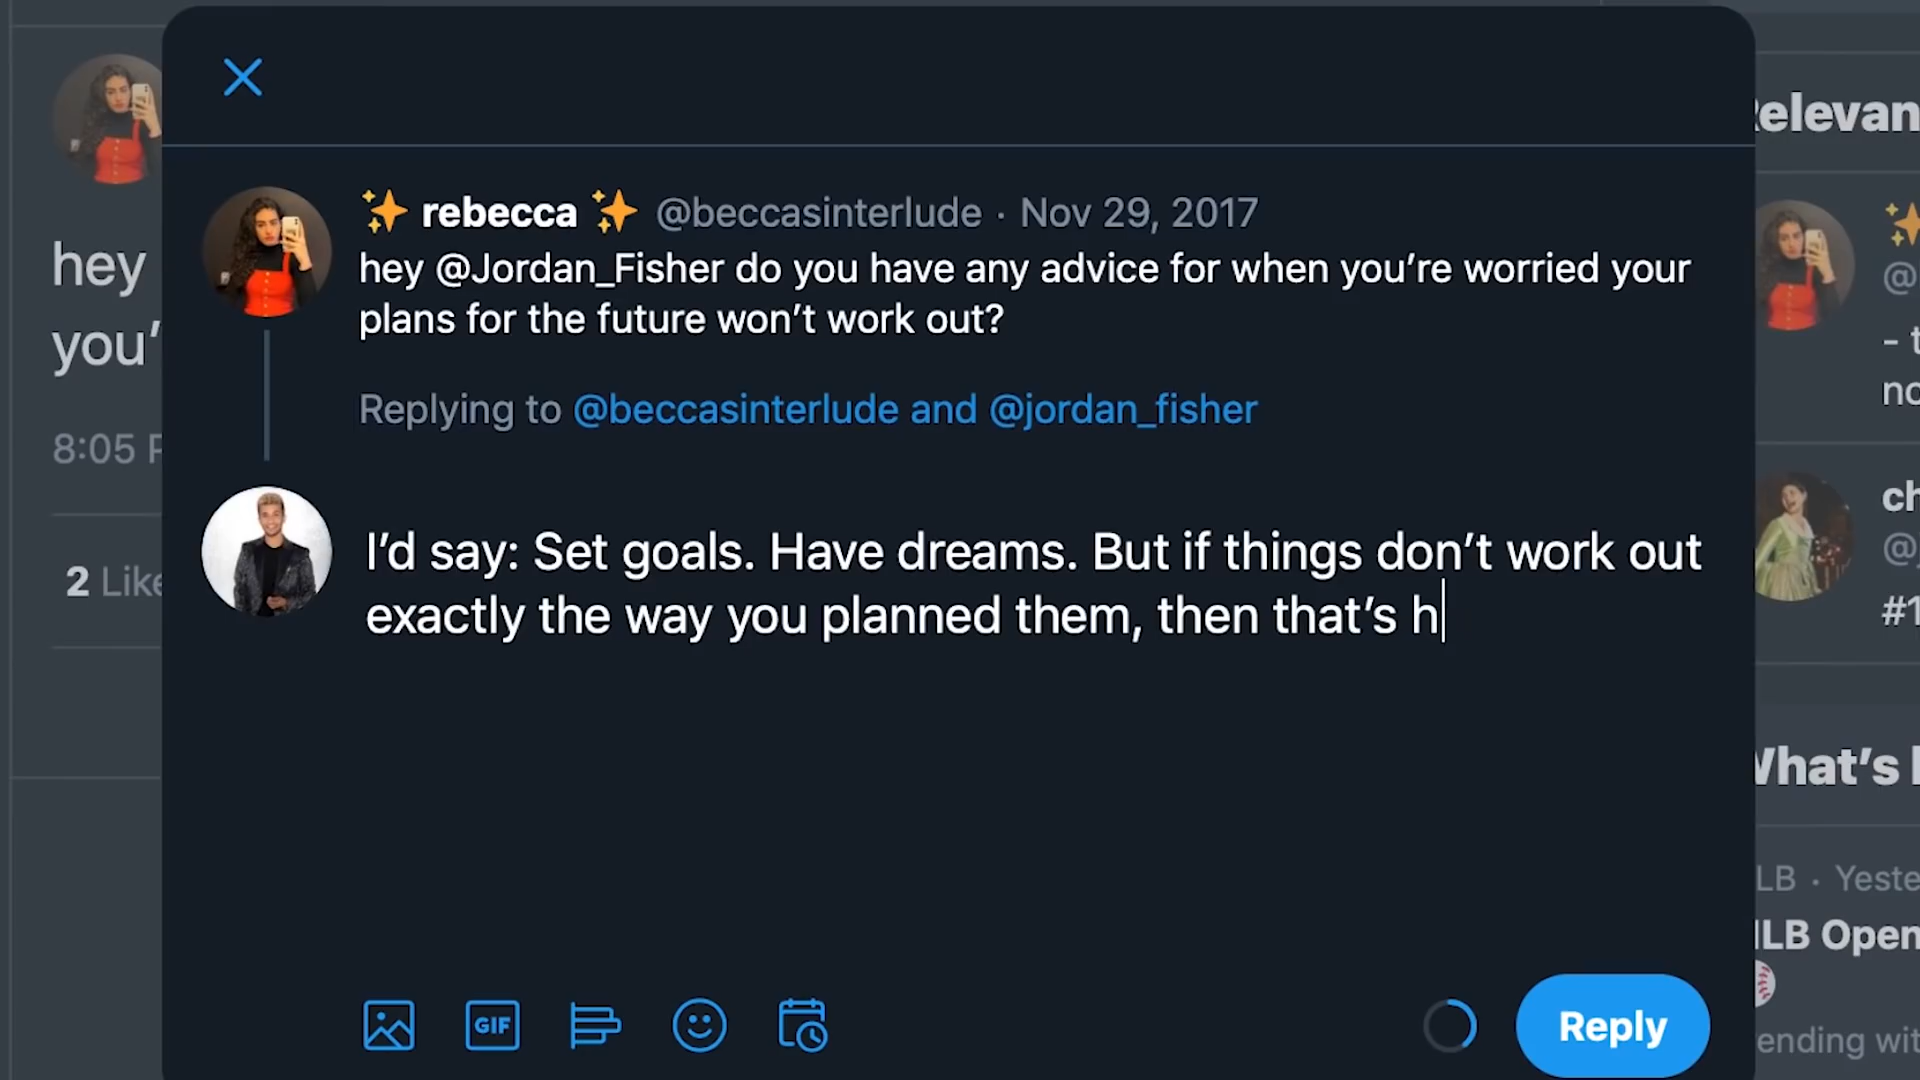 ✨ rebecca ✨ @beccasinterlude · Nov 29, 2017
hey @Jordan_Fisher do you have any advice for when you’re worried your
plans for the future won’t work out?
Replying to @beccasinterlude and @jordan_fisher
I’d say: Set goals. Have dreams. But if things don’t work out
exactly the way you planned them, then that’s h
GIF
Reply
hey
you’
8:05 P
2 Like
Relevan
@
- t
no
ch
@
#1
What’s
LB · Yeste
MLB Open
ending wit